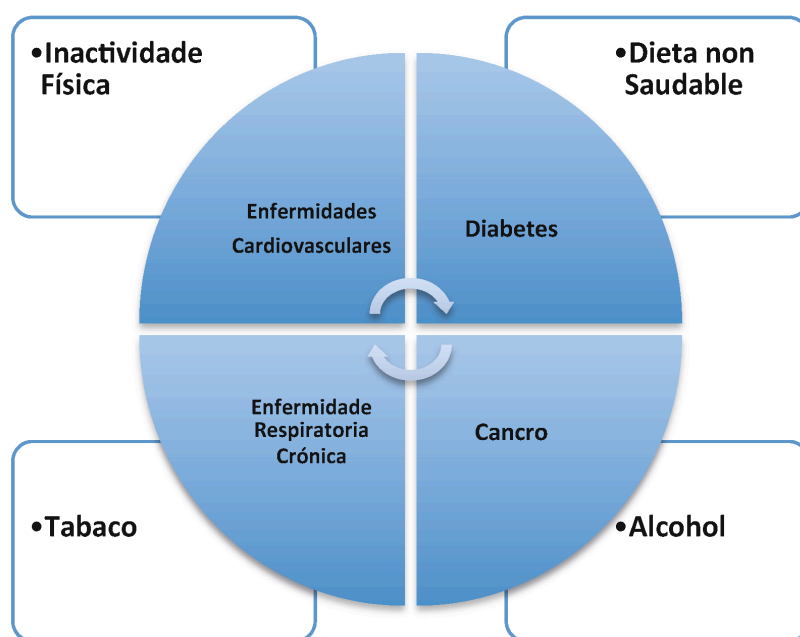 •Inactividade
Física
•Dieta non
Saudable
Enfermidades
Cardiovasculares
Diabetes
Enfermidade
Respiratoria
Crónica
Cancro
•Tabaco
•Alcohol